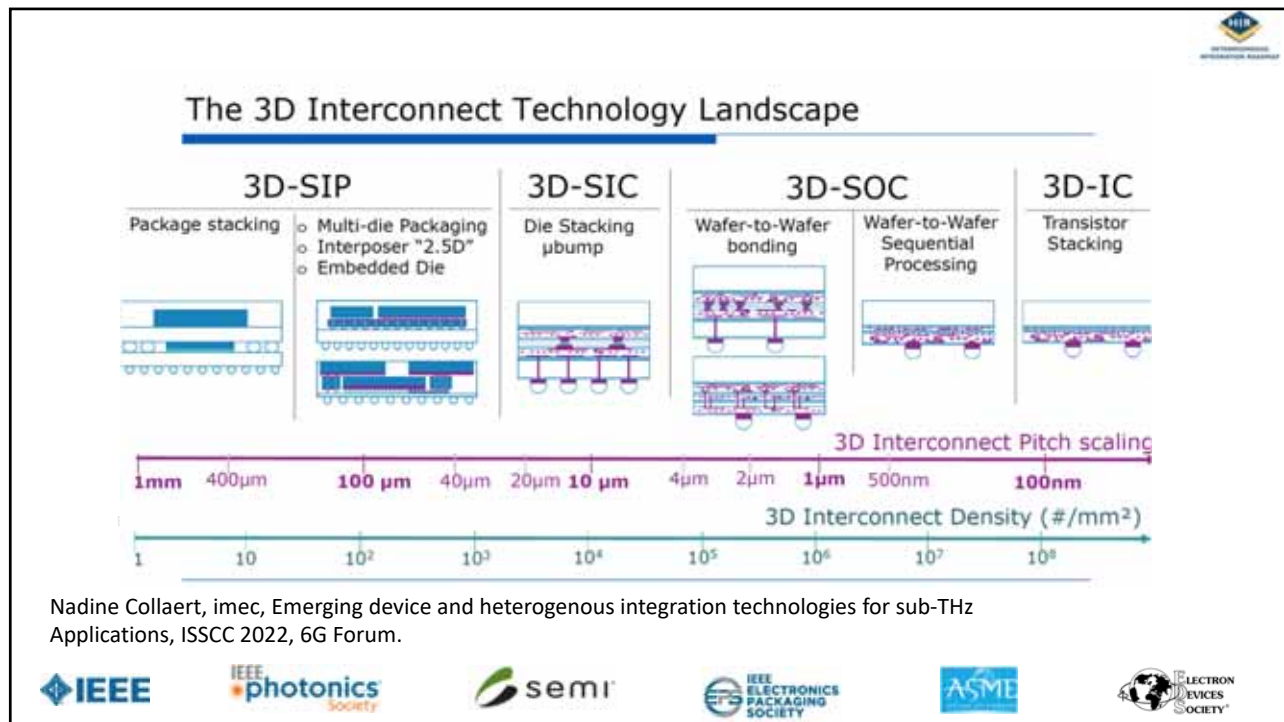 HIR
HETEROGENEOUS
INTEGRATION ROADMAP
The 3D Interconnect Technology Landscape
3D-SIP
3D-SIC
3D-SOC
3D-IC
Package stacking
o Multi-die Packaging
o Interposer "2.5D"
o Embedded Die
Die Stacking
µbump
Wafer-to-Wafer
bonding
Wafer-to-Wafer
Sequential
Processing
Transistor
Stacking
3D Interconnect Pitch scaling
1mm 400µm 100 µm 40µm 20µm 10 µm 4µm 2µm 1µm 500nm 100nm
3D Interconnect Density (#/mm²)
1 10 10² 10³ 10⁴ 10⁵ 10⁶ 10⁷ 10⁸
Nadine Collaert, imec, Emerging device and heterogenous integration technologies for sub-THz
Applications, ISSCC 2022, 6G Forum.
IEEE
IEEE
photonics
Society
semi
EPS
IEEE
ELECTRONICS
PACKAGING
SOCIETY
ASME
ELECTRON
DEVICES
SOCIETY®